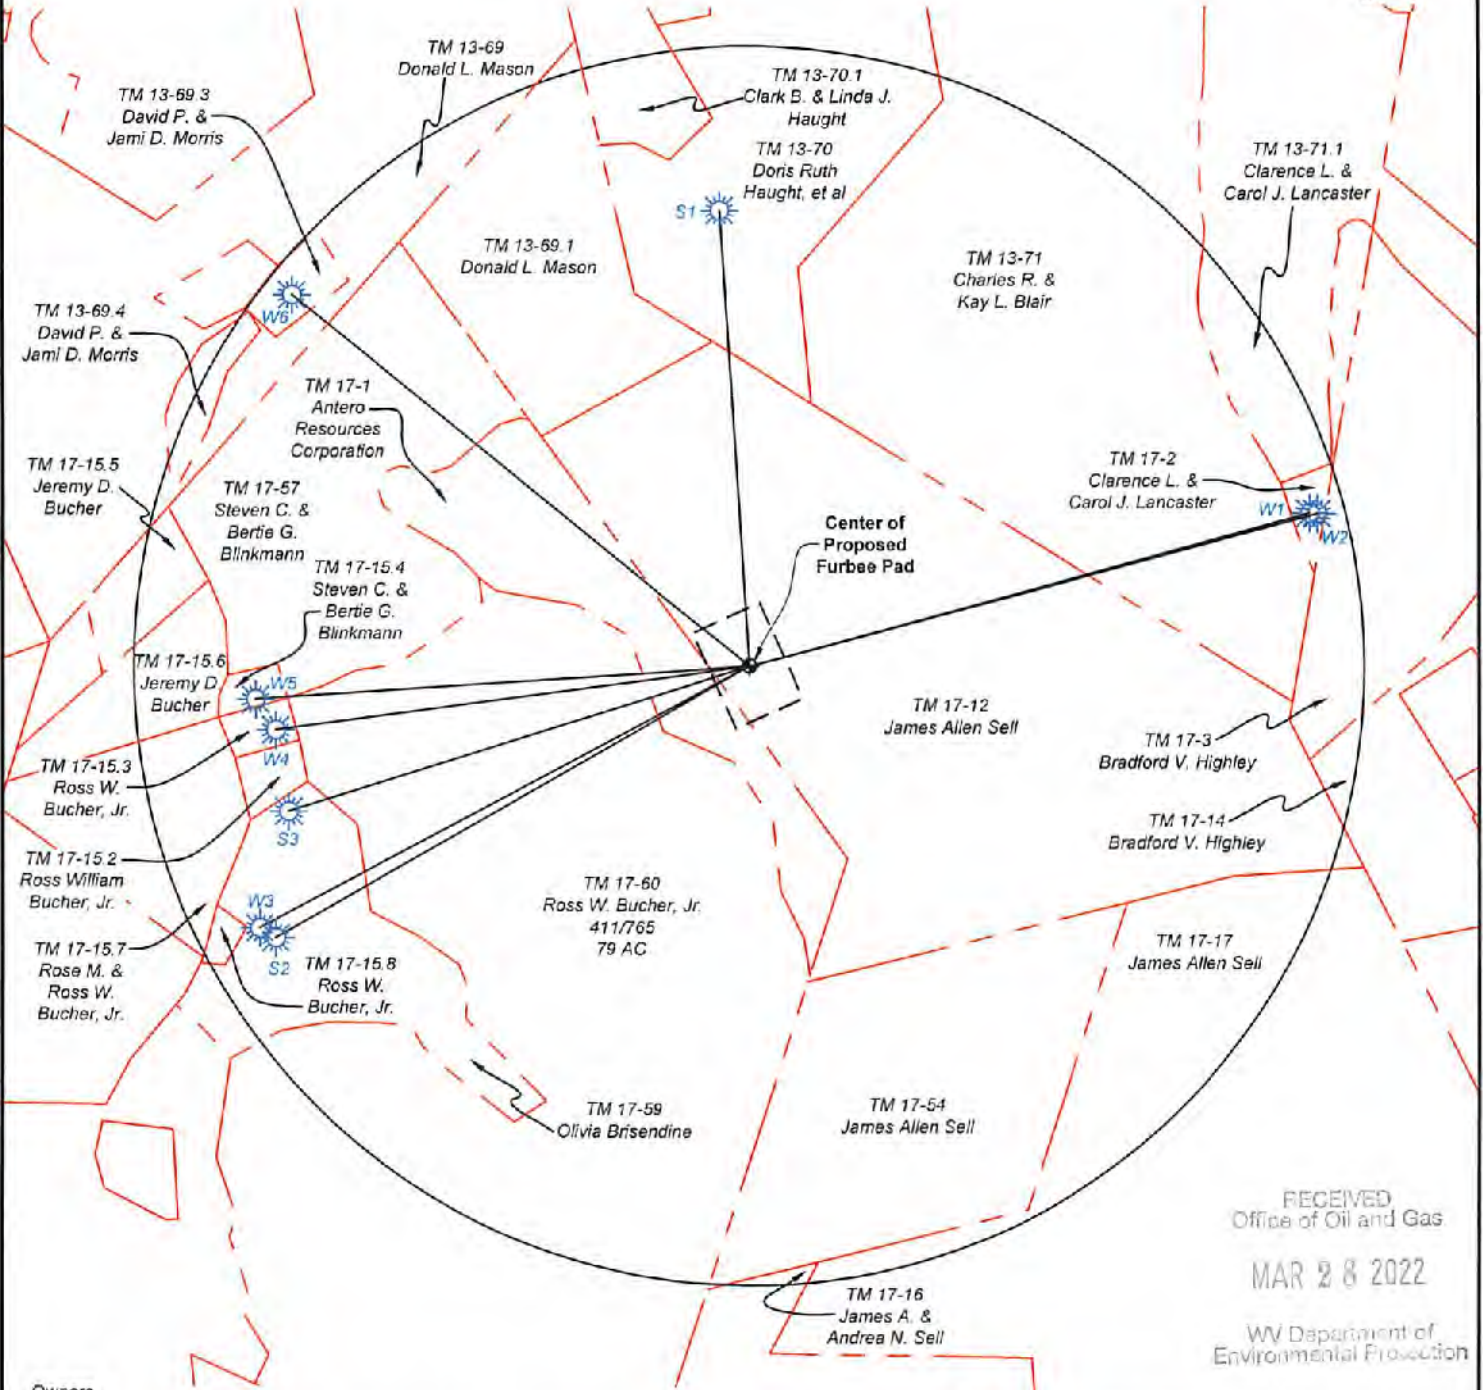 TM 13-69
Donald L. Mason
TM 13-69.3
David P. &
Jami D. Morris
TM 13-70.1
Clark B. & Linda J.
Haught
TM 13-70
Doris Ruth
Haught, et al
TM 13-71.1
Clarence L. &
Carol J. Lancaster
S1
TM 13-69.1
Donald L. Mason
TM 13-71
Charles R. &
Kay L. Blair
W6
TM 13-69.4
David P. &
Jami D. Morris
TM 17-1
Antero
Resources
Corporation
TM 17-15.5
Jeremy D.
Bucher
TM 17-57
Steven C. &
Bertie G.
Blinkmann
TM 17-2
Clarence L. &
Carol J. Lancaster
W1
W2
Center of
Proposed
Furbee Pad
TM 17-15.4
Steven C. &
Bertie G.
Blinkmann
TM 17-15.6
Jeremy D.
Bucher
W5
W4
TM 17-12
James Allen Sell
TM 17-3
Bradford V. Highley
TM 17-15.3
Ross W.
Bucher, Jr.
S3
TM 17-14
Bradford V. Highley
TM 17-15.2
Ross William
Bucher, Jr.
TM 17-60
Ross W. Bucher, Jr.
411/765
79 AC
W3
S2
TM 17-15.7
Rose M. &
Ross W.
Bucher, Jr.
TM 17-15.8
Ross W.
Bucher, Jr.
TM 17-17
James Allen Sell
TM 17-59
Olivia Brisendine
TM 17-54
James Allen Sell
RECEIVED
Office of Oil and Gas
MAR 28 2022
WV Department of
Environmental Protection
TM 17-16
James A. &
Andrea N. Sell